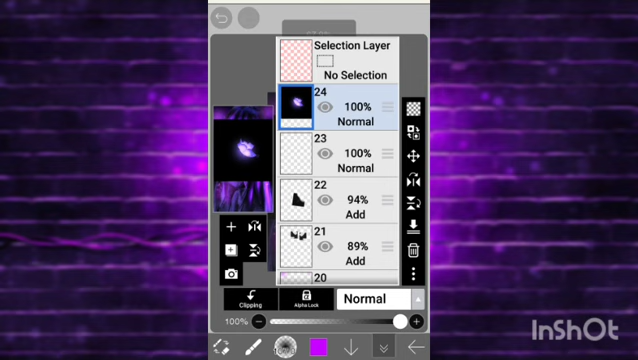 Selection Layer
No Selection
24
100%
Normal
23
100%
Normal
22
94%
Add
21
89%
Add
20
Clipping
Alpha Lock
Normal
100%
InShOt